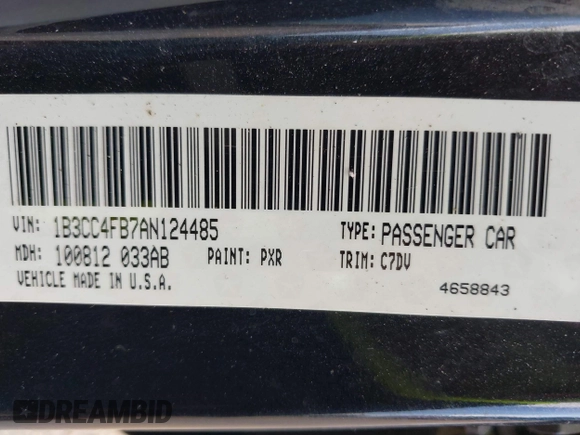 VIN: 1B3CC4FB7AN124485 TYPE: PASSENGER CAR
MDH: 100812 033AB PAINT: PXR TRIM: C7DV
VEHICLE MADE IN U.S.A. 4658843
DREAMBID